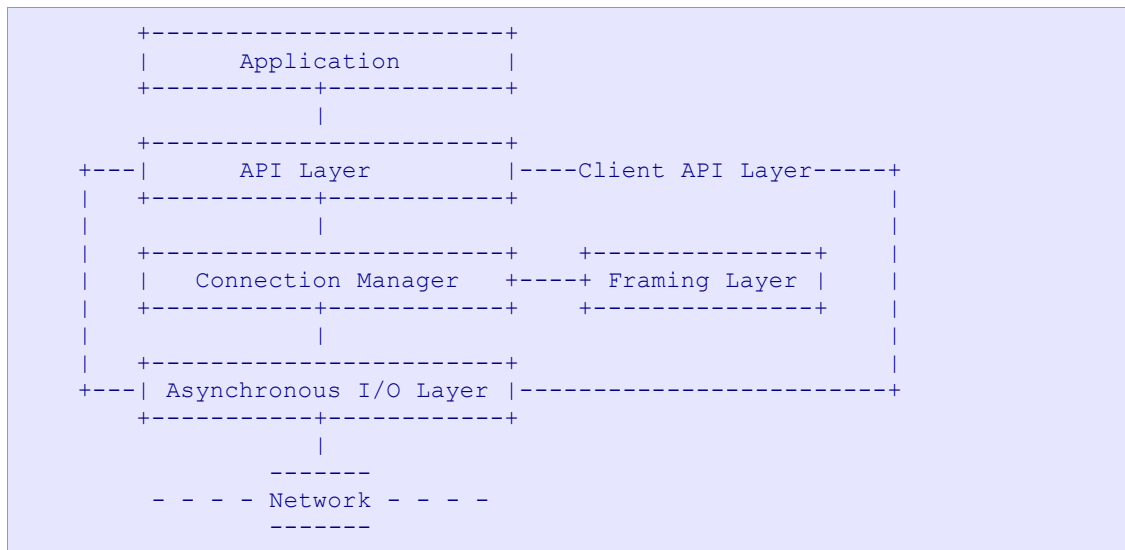 Application
API Layer Client API Layer
Connection Manager Framing Layer
Asynchronous I/O Layer
Network